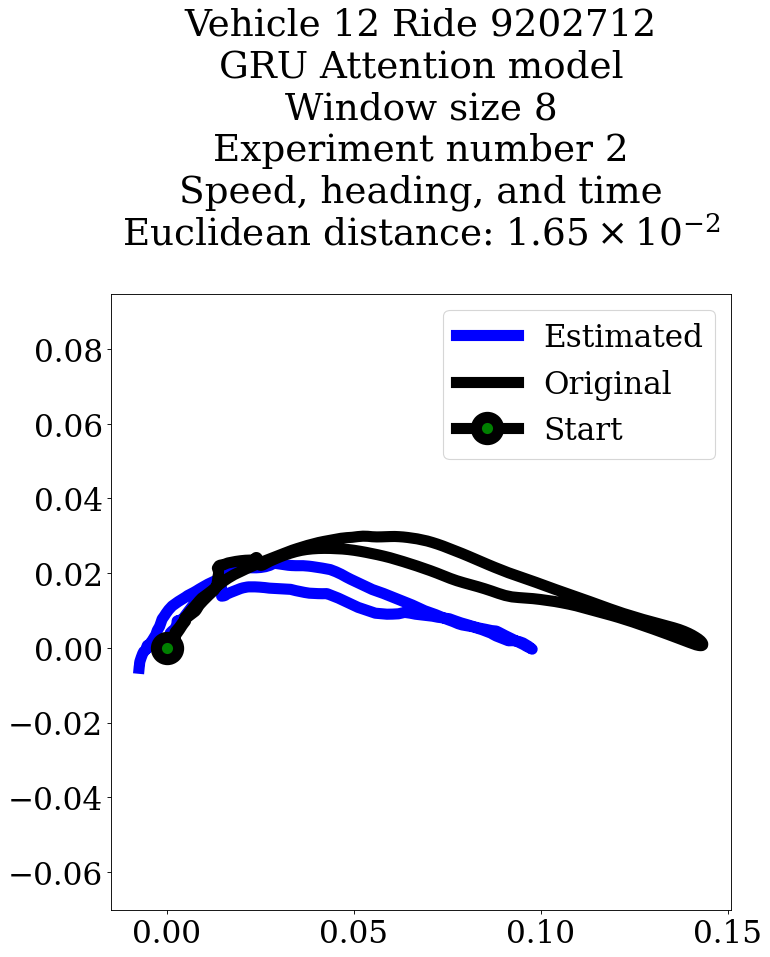 Vehicle 12 Ride 9202712
GRU Attention model
Window size 8
Experiment number 2
Speed, heading, and time
Euclidean distance: 1.65 × 10⁻²
Estimated
Original
Start
0.08
0.06
0.04
0.02
0.00
−0.02
−0.04
−0.06
0.00 0.05 0.10 0.15